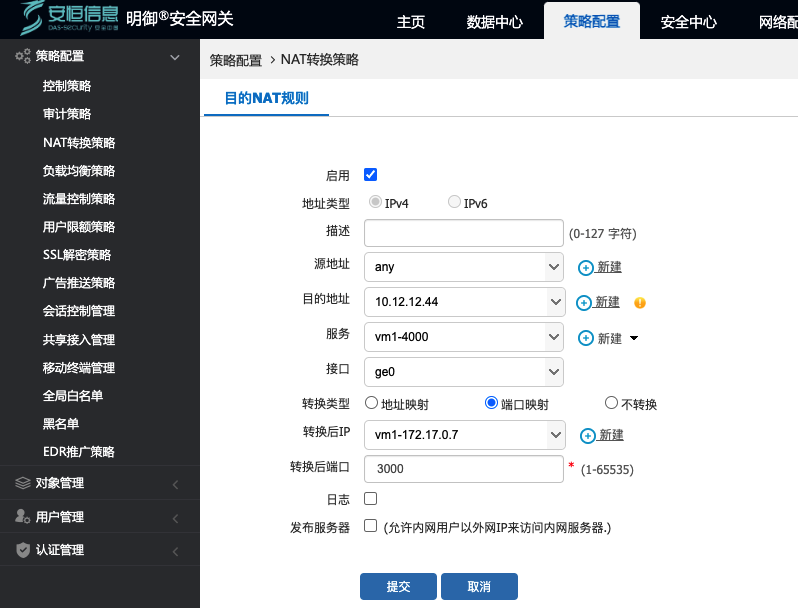 安恒信息
DAS-Security 安恒中国
明御®安全网关
主页 数据中心 策略配置 安全中心 网络配
策略配置
策略配置 > NAT转换策略
控制策略
目的NAT规则
审计策略
NAT转换策略
负载均衡策略
流量控制策略
用户限额策略
SSL解密策略
广告推送策略
会话控制管理
共享接入管理
移动终端管理
全局白名单
黑名单
EDR推广策略
对象管理
用户管理
认证管理
启用
地址类型 IPv4 IPv6
描述 (0-127 字符)
源地址 any 新建
目的地址 10.12.12.44 新建
服务 vm1-4000 新建
接口 ge0
转换类型 地址映射 端口映射 不转换
转换后IP vm1-172.17.0.7 新建
转换后端口 3000 * (1-65535)
日志
发布服务器 (允许内网用户以外网IP来访问内网服务器.)
提交 取消